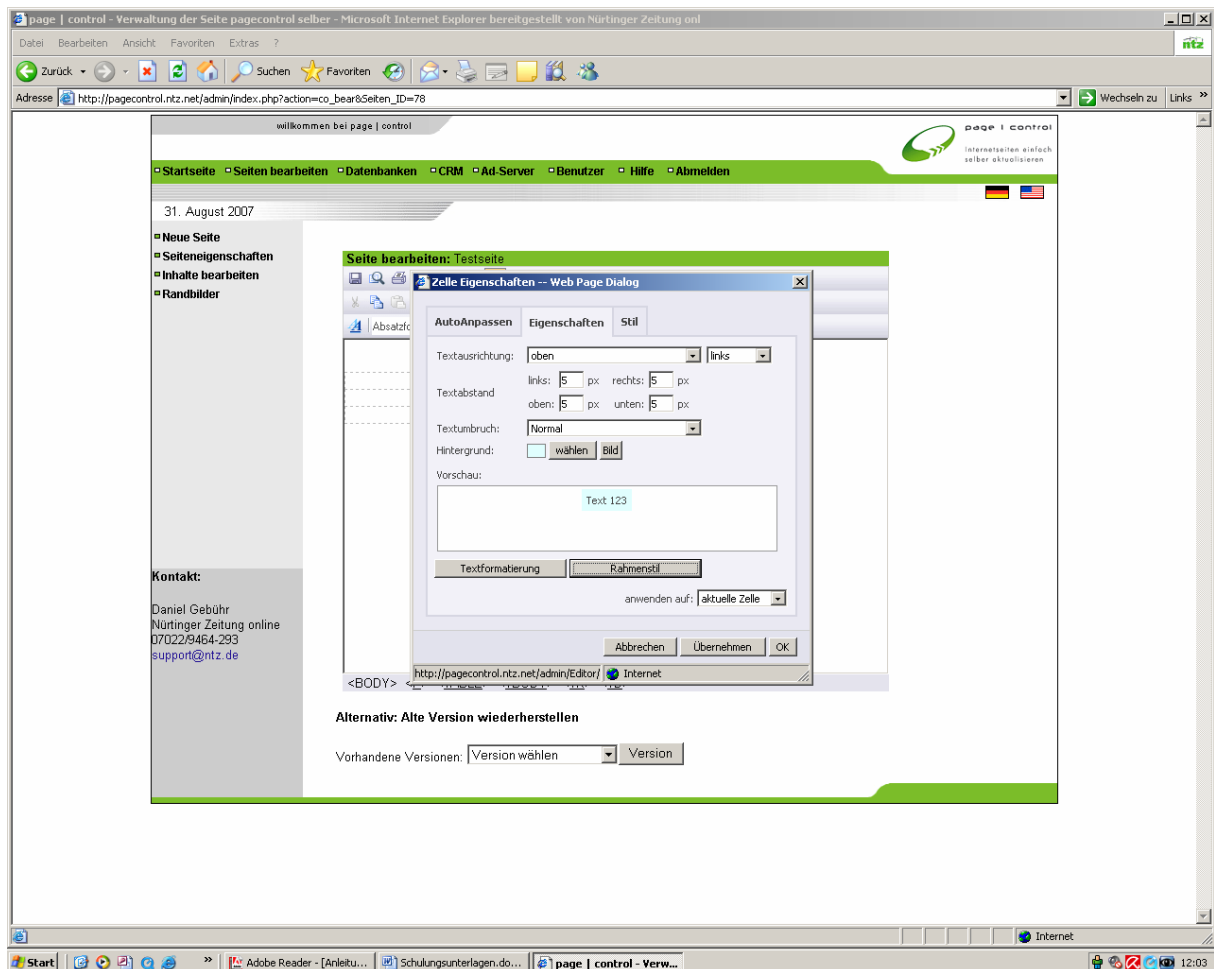 page | control - Verwaltung der Seite pagecontrol selber - Microsoft Internet Explorer bereitgestellt von Nürtinger Zeitung onl
Datei Bearbeiten Ansicht Favoriten Extras ?
ntz
Zurück Suchen Favoriten
Adresse http://pagecontrol.ntz.net/admin/index.php?action=co_bear&Seiten_ID=78 Wechseln zu Links »
willkommen bei page | control
page | control
Internetseiten einfach
selber aktualisieren
Startseite Seiten bearbeiten Datenbanken CRM Ad-Server Benutzer Hilfe Abmelden
31. August 2007
Neue Seite
Seiteneigenschaften
Inhalte bearbeiten
Randbilder
Seite bearbeiten: Testseite
Absatzfo
Zelle Eigenschaften -- Web Page Dialog
AutoAnpassen Eigenschaften Stil
Textausrichtung: oben links
Textabstand
links: 5 px rechts: 5 px
oben: 5 px unten: 5 px
Textumbruch: Normal
Hintergrund: wählen Bild
Vorschau:
Text 123
Textformatierung Rahmenstil
anwenden auf: aktuelle Zelle
Abbrechen Übernehmen OK
http://pagecontrol.ntz.net/admin/Editor/ Internet
<BODY>
Kontakt:
Daniel Gebühr
Nürtinger Zeitung online
07022/9464-293
support@ntz.de
Alternativ: Alte Version wiederherstellen
Vorhandene Versionen: Version wählen Version
Internet
Start » Adobe Reader - [Anleitu... Schulungsunterlagen.do... page | control - Verw... 12:03